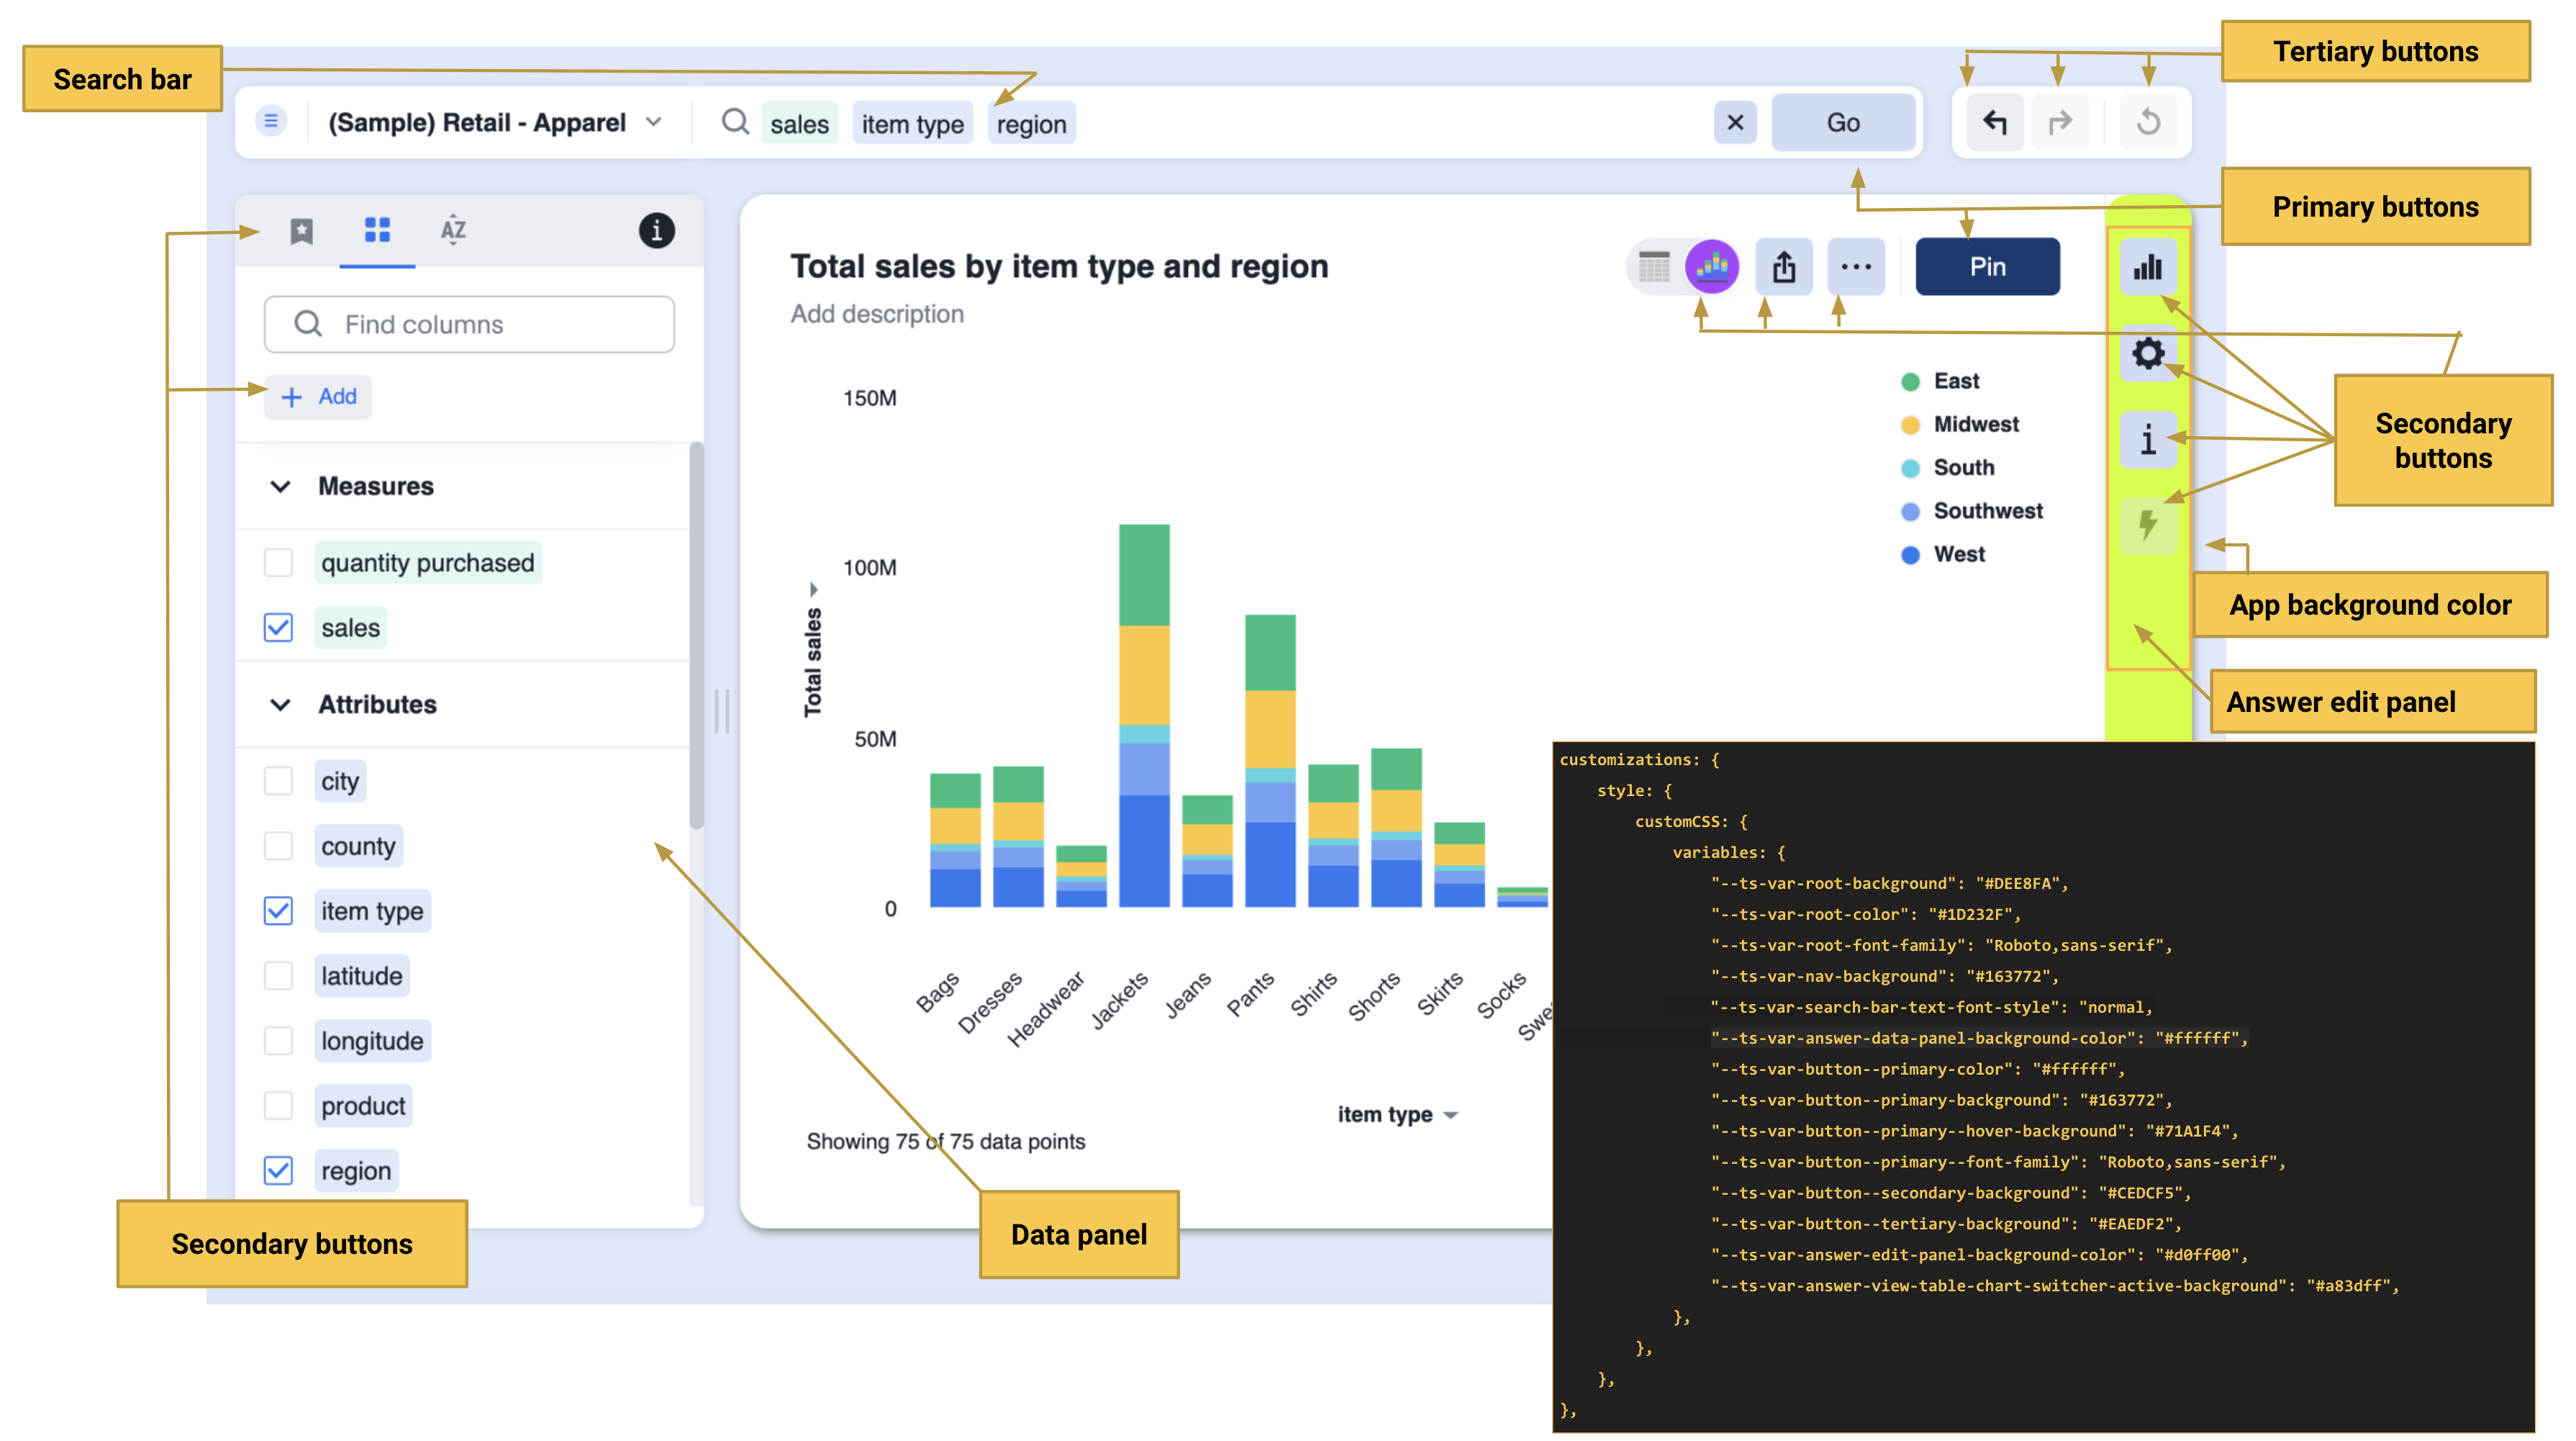 Search bar
Tertiary buttons
(Sample) Retail - Apparel
sales
item type
region
Go
Primary buttons
AZ
i
Find columns
+ Add
Measures
quantity purchased
sales
Attributes
city
county
item type
latitude
longitude
product
region
Secondary buttons
Data panel
Total sales by item type and region
Add description
Pin
Secondary
buttons
East
Midwest
South
Southwest
West
i
App background color
Answer edit panel
Total sales
150M
100M
50M
0
Bags
Dresses
Headwear
Jackets
Jeans
Pants
Shirts
Shorts
Skirts
Socks
Swe
item type
Showing 75 of 75 data points
customizations: {
style: {
customCSS: {
variables: {
"--ts-var-root-background": "#DEE8FA",
"--ts-var-root-color": "#1D232F",
"--ts-var-root-font-family": "Roboto,sans-serif",
"--ts-var-nav-background": "#163772",
"--ts-var-search-bar-text-font-style": "normal,
"--ts-var-answer-data-panel-background-color": "#ffffff",
"--ts-var-button--primary-color": "#ffffff",
"--ts-var-button--primary-background": "#163772",
"--ts-var-button--primary--hover-background": "#71A1F4",
"--ts-var-button--primary--font-family": "Roboto,sans-serif",
"--ts-var-button--secondary-background": "#CEDCF5",
"--ts-var-button--tertiary-background": "#EAEDF2",
"--ts-var-answer-edit-panel-background-color": "#d0ff00",
"--ts-var-answer-view-table-chart-switcher-active-background": "#a83dff",
},
},
},
},